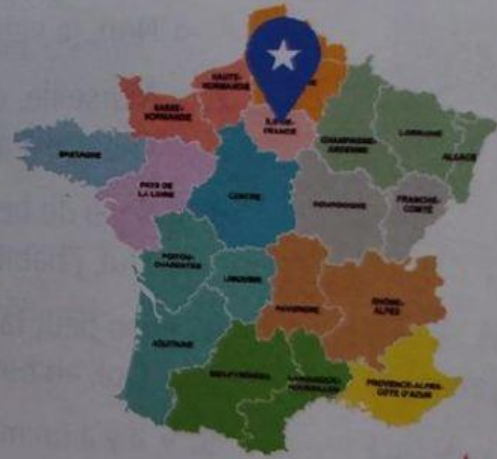 HAUTE-
NORMANDIE
BASSE-
NORMANDIE
ÎLE-DE-
FRANCE
CHAMPAGNE-
ARDENNE
LORRAINE
ALSACE
BRETAGNE
PAYS DE
LA LOIRE
CENTRE
BOURGOGNE
FRANCHE-
COMTÉ
POITOU-
CHARENTES
LIMOUSIN
AUVERGNE
RHÔNE-
ALPES
AQUITAINE
MIDI-PYRÉNÉES
LANGUEDOC-
ROUSSILLON
PROVENCE-ALPES-
CÔTE D'AZUR